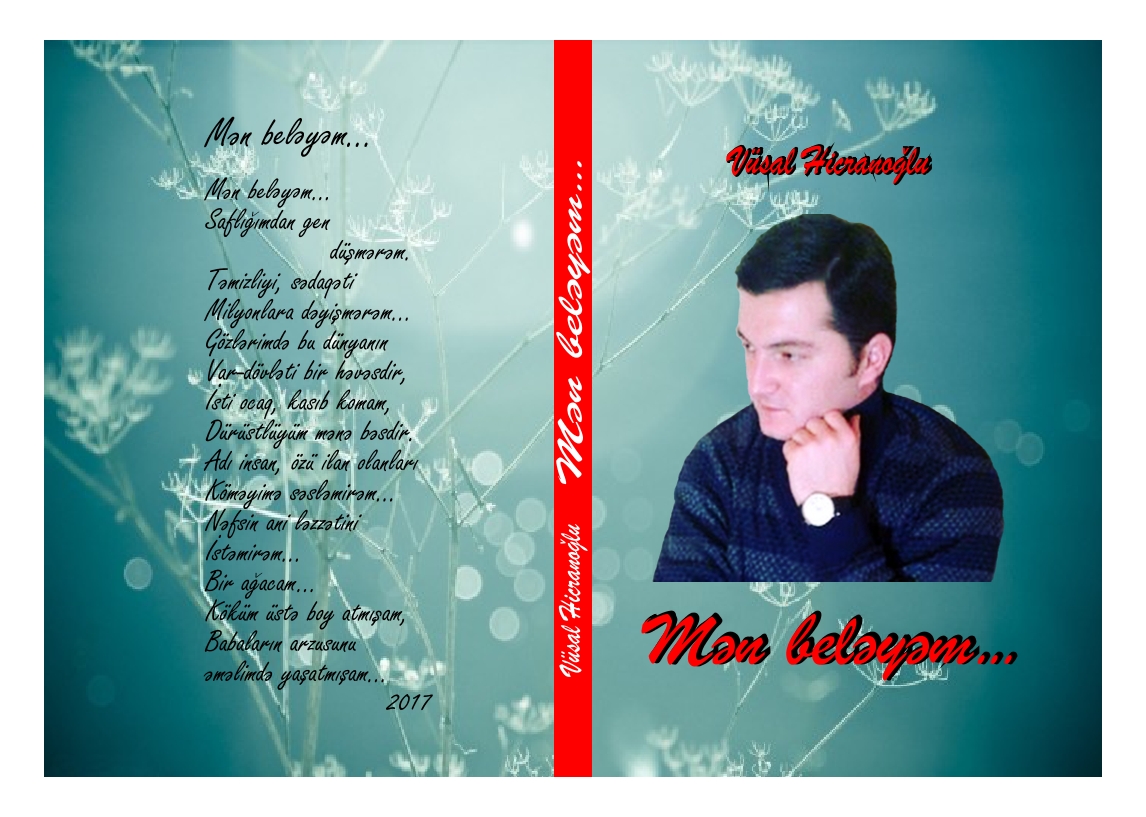 Mən beləyəm...
Mən beləyəm...
Saflığımdan gen
düşmərəm.
Təmizliyi, sədaqəti
Milyonlara dəyişmərəm...
Gözlərimdə bu dünyanın
Var-dövləti bir həvəsdir,
İsti ocaq, kasıb komam,
Dürüstlüyüm mənə bəsdir.
Adı insan, özü ilan olanları
Köməyimə səsləmirəm...
Nəfsin ani ləzzətini
İstəmirəm...
Bir ağacam...
Köküm üstə boy atmışam,
Babaların arzusunu
əməlimdə yaşatmışam...
2017
Vüsal Hicranoğlu Mən beləyəm...
Vüsal Hicranoğlu
Mən beləyəm...